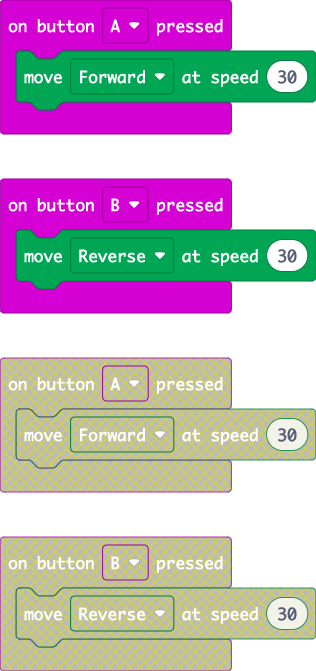 on button A pressed
move Forward at speed 30
on button B pressed
move Reverse at speed 30
on button A pressed
move Forward at speed 30
on button B pressed
move Reverse at speed 30